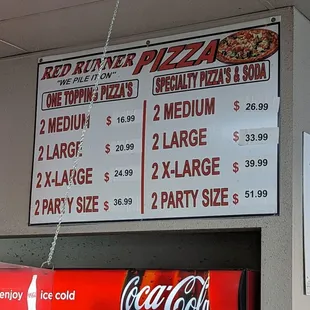 RED RUNNER PIZZA
"WE PILE IT ON"
ONE TOPPING PIZZA'S
2 MEDIUM $ 16.99
2 LARGE $ 20.99
2 X-LARGE $ 24.99
2 PARTY SIZE $ 36.99
SPECIALTY PIZZA'S & SODA
2 MEDIUM $ 26.99
2 LARGE $ 33.99
2 X-LARGE $ 39.99
2 PARTY SIZE $ 51.99
enjoy ice cold
Coca-Cola